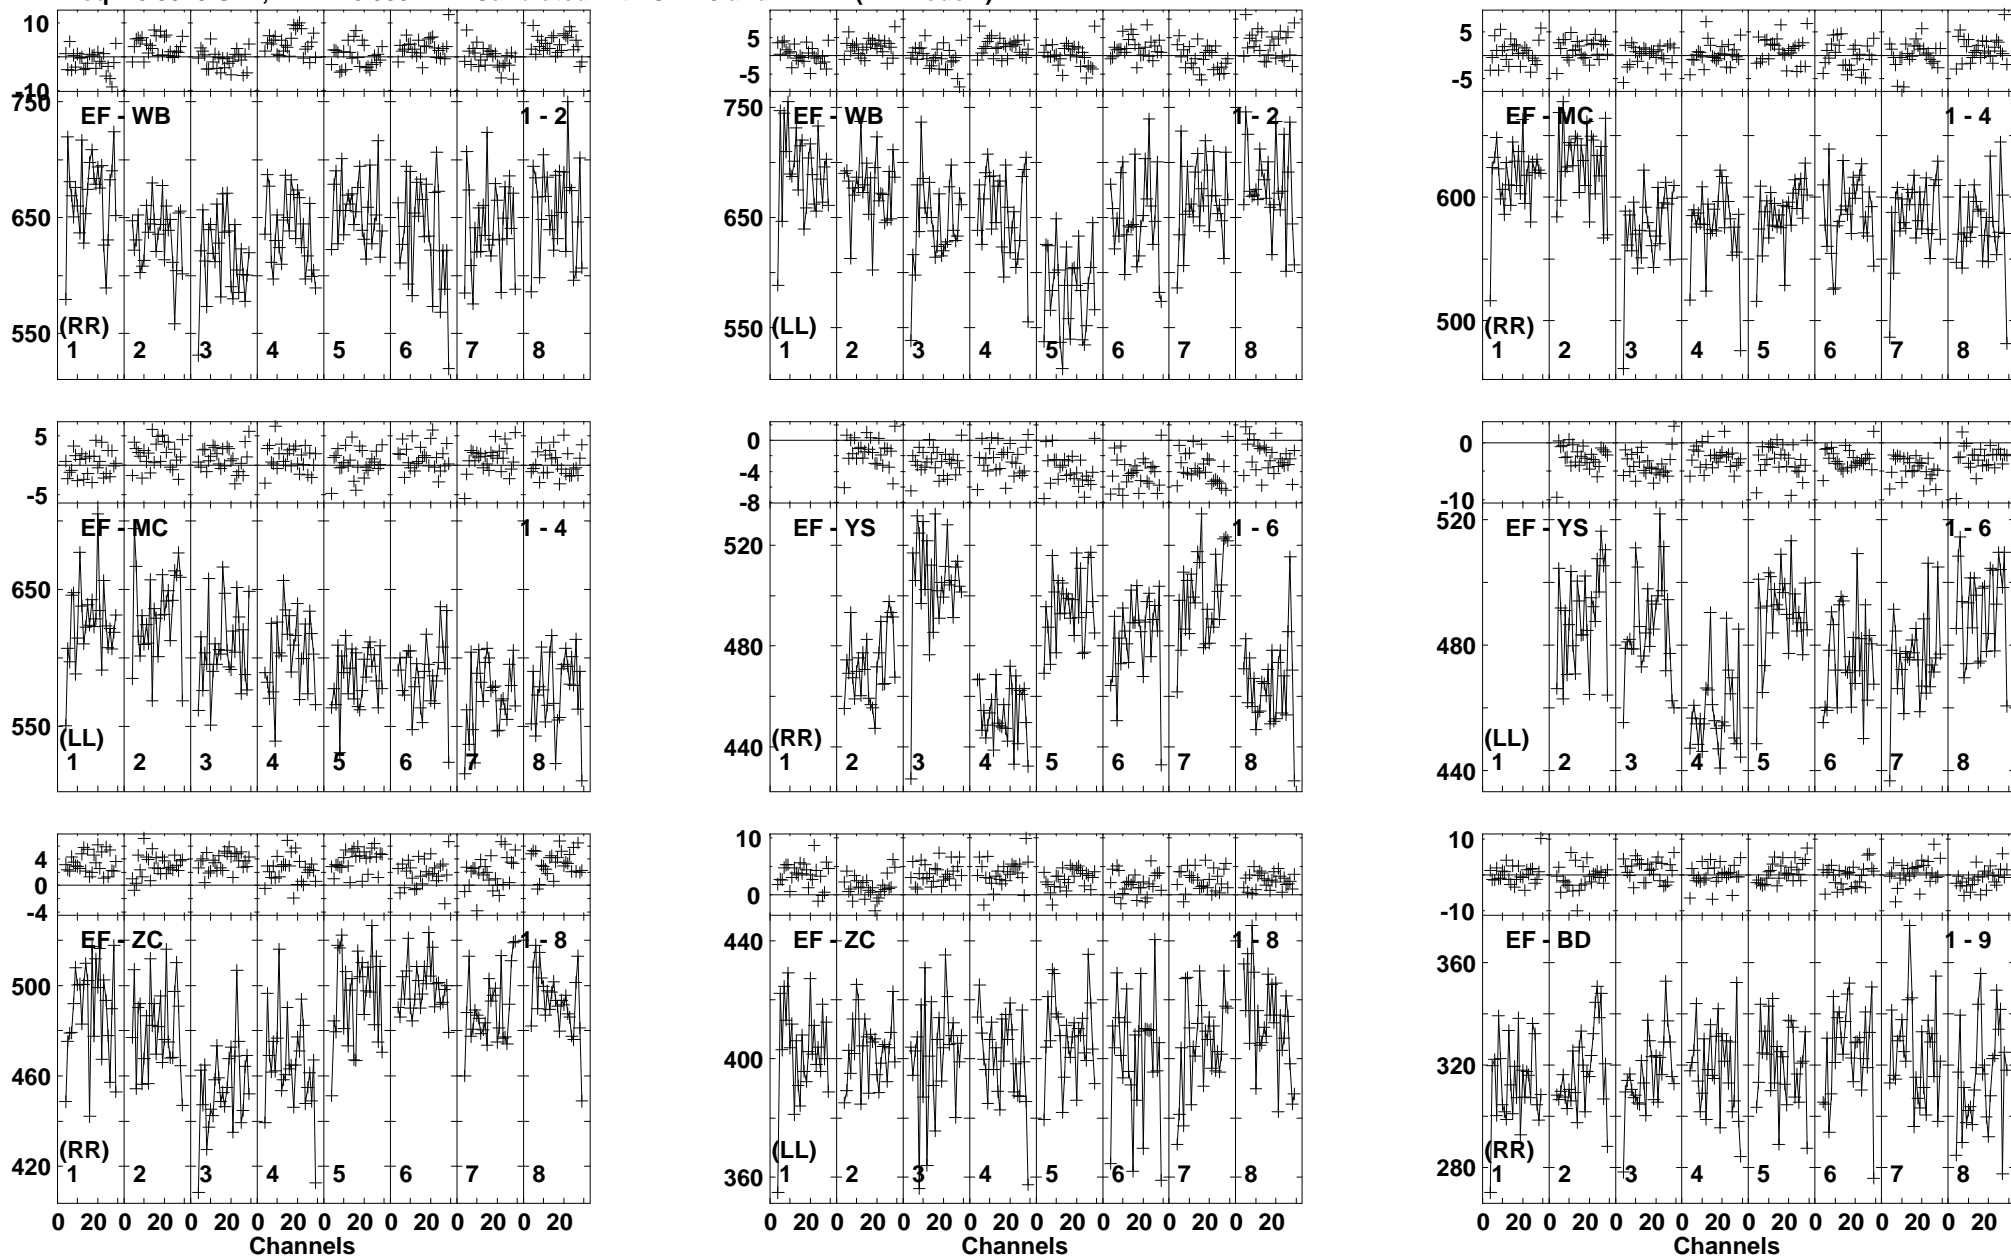 10
-10
750
650
550
EF - WB
1 - 2
(RR)
1 2 3 4 5 6 7 8
5
-5
750
650
550
EF - WB
1 - 2
(LL)
1 2 3 4 5 6 7 8
5
-5
600
500
EF - MC
1 - 4
(RR)
1 2 3 4 5 6 7 8
5
-5
650
550
EF - MC
1 - 4
(LL)
1 2 3 4 5 6 7 8
0
-4
-8
520
480
440
EF - YS
1 - 6
(RR)
1 2 3 4 5 6 7 8
0
-10
520
480
440
EF - YS
1 - 6
(LL)
1 2 3 4 5 6 7 8
4
0
-4
500
460
420
EF - ZC
1 - 8
(RR)
1 2 3 4 5 6 7 8
0 20 0 20 0 20 0 20 0 20 0 20 0 20 0 20
Channels
10
0
440
400
360
EF - ZC
1 - 8
(LL)
1 2 3 4 5 6 7 8
0 20 0 20 0 20 0 20 0 20 0 20 0 20 0 20
Channels
10
-10
360
320
280
EF - BD
1 - 9
(RR)
1 2 3 4 5 6 7 8
0 20 0 20 0 20 0 20 0 20 0 20 0 20 0 20
Channels